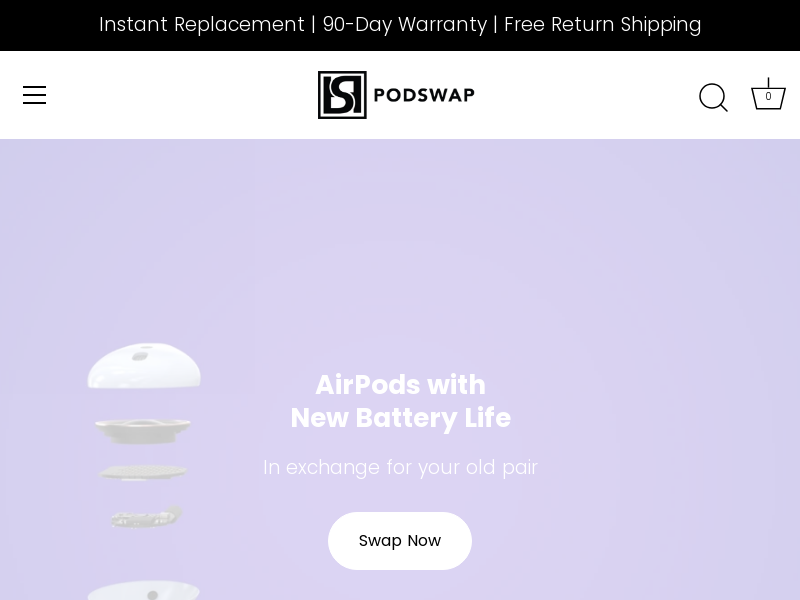 Instant Replacement | 90-Day Warranty | Free Return Shipping
PODSWAP
0
AirPods with
New Battery Life
In exchange for your old pair
Swap Now